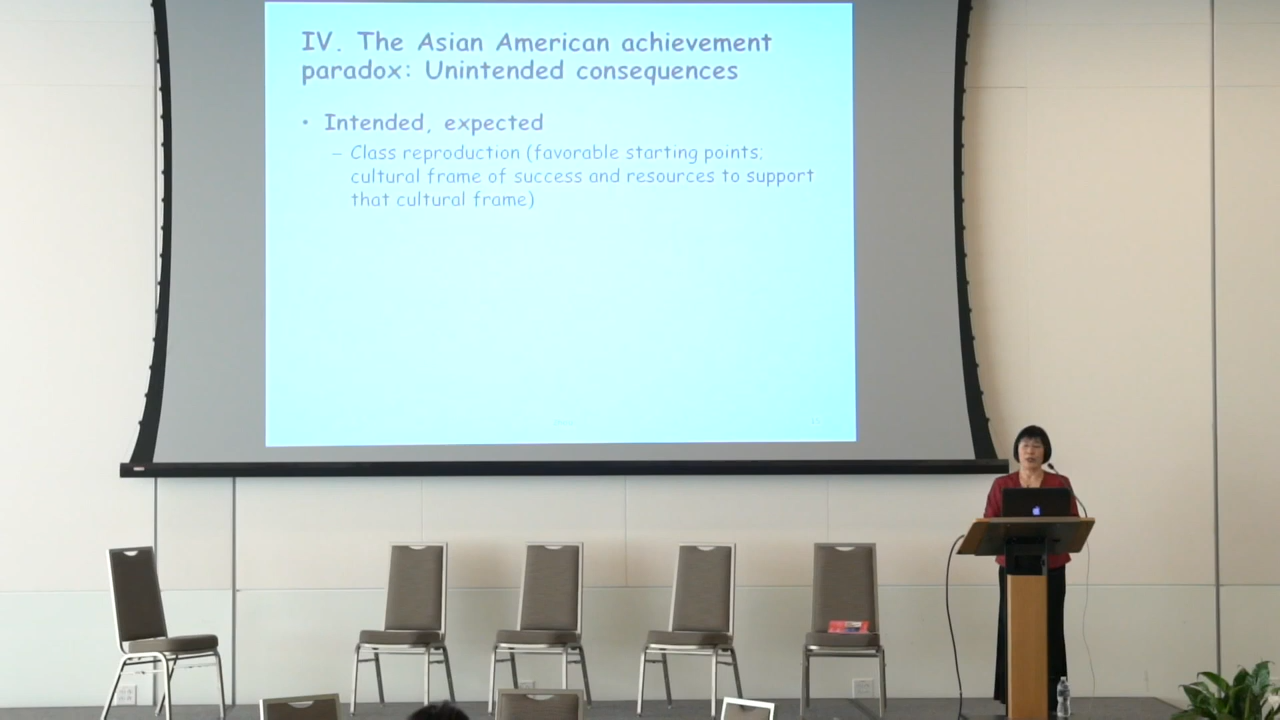 IV. The Asian American achievement
paradox: Unintended consequences
• Intended, expected
– Class reproduction (favorable starting points;
cultural frame of success and resources to support
that cultural frame)